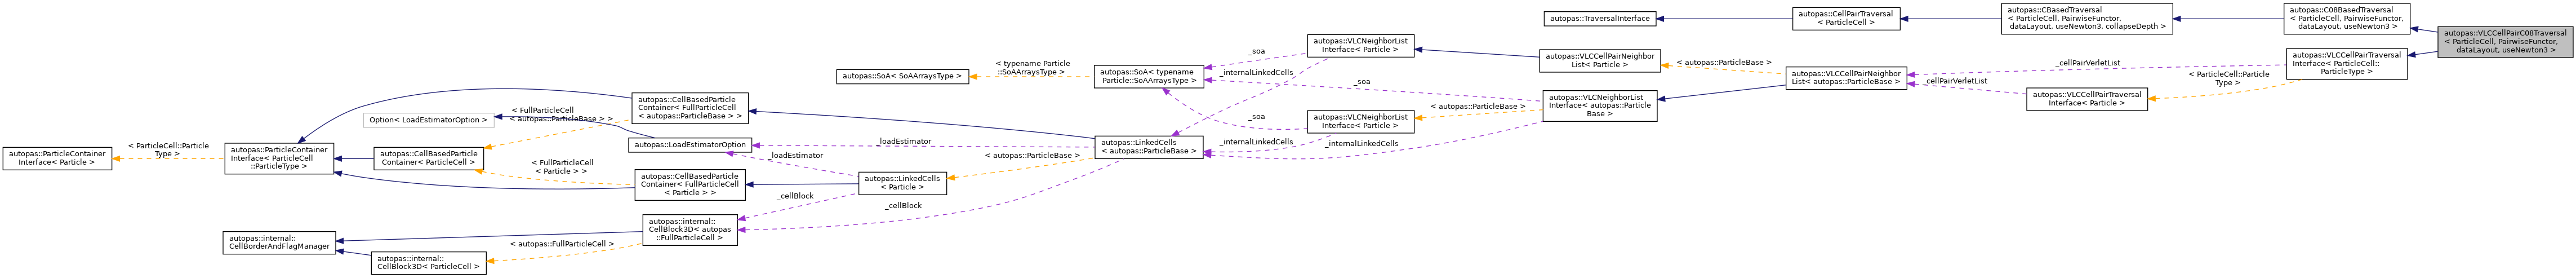 autopas::ParticleContainer
Interface< Particle >
< ParticleCell::Particle
Type >
autopas::ParticleContainer
Interface< ParticleCell
::ParticleType >
autopas::internal::
CellBorderAndFlagManager
Option< LoadEstimatorOption >
autopas::CellBasedParticle
Container< ParticleCell >
autopas::internal::
CellBlock3D< ParticleCell >
< FullParticleCell
< autopas::ParticleBase > >
< FullParticleCell
< Particle > >
< autopas::FullParticleCell >
autopas::CellBasedParticle
Container< FullParticleCell
< autopas::ParticleBase > >
autopas::LoadEstimatorOption
autopas::CellBasedParticle
Container< FullParticleCell
< Particle > >
autopas::internal::
CellBlock3D< autopas
::FullParticleCell >
_loadEstimator
_loadEstimator
_cellBlock
_cellBlock
autopas::SoA< SoAArraysType >
autopas::LinkedCells
< Particle >
< typename Particle
::SoAArraysType >
< autopas::ParticleBase >
autopas::SoA< typename
Particle::SoAArraysType >
autopas::LinkedCells
< autopas::ParticleBase >
_soa
_internalLinkedCells
_soa
_internalLinkedCells
autopas::VLCNeighborList
Interface< Particle >
autopas::VLCNeighborList
Interface< Particle >
_soa
_internalLinkedCells
< autopas::ParticleBase >
autopas::TraversalInterface
autopas::VLCCellPairNeighbor
List< Particle >
autopas::VLCNeighborList
Interface< autopas::Particle
Base >
< autopas::ParticleBase >
autopas::CellPairTraversal
< ParticleCell >
autopas::VLCCellPairNeighbor
List< autopas::ParticleBase >
_cellPairVerletList
_cellPairVerletList
autopas::CBasedTraversal
< ParticleCell, PairwiseFunctor,
dataLayout, useNewton3, collapseDepth >
autopas::VLCCellPairTraversal
Interface< Particle >
< ParticleCell::Particle
Type >
autopas::C08BasedTraversal
< ParticleCell, PairwiseFunctor,
dataLayout, useNewton3 >
autopas::VLCCellPairTraversal
Interface< ParticleCell::
ParticleType >
autopas::VLCCellPairC08Traversal
< ParticleCell, PairwiseFunctor,
dataLayout, useNewton3 >